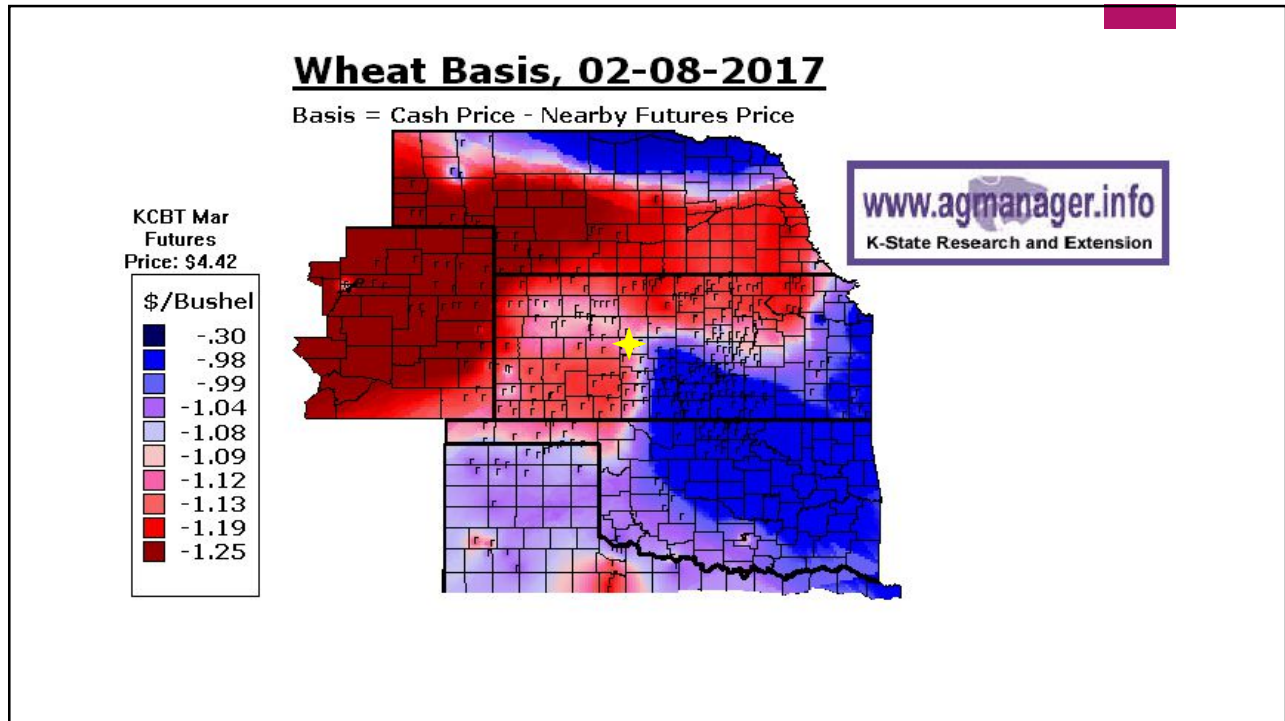 Wheat Basis, 02-08-2017
Basis = Cash Price - Nearby Futures Price
KCBT Mar
Futures
Price: $4.42
$/Bushel
-.30
-.98
-.99
-1.04
-1.08
-1.09
-1.12
-1.13
-1.19
-1.25
www.agmanager.info
K-State Research and Extension